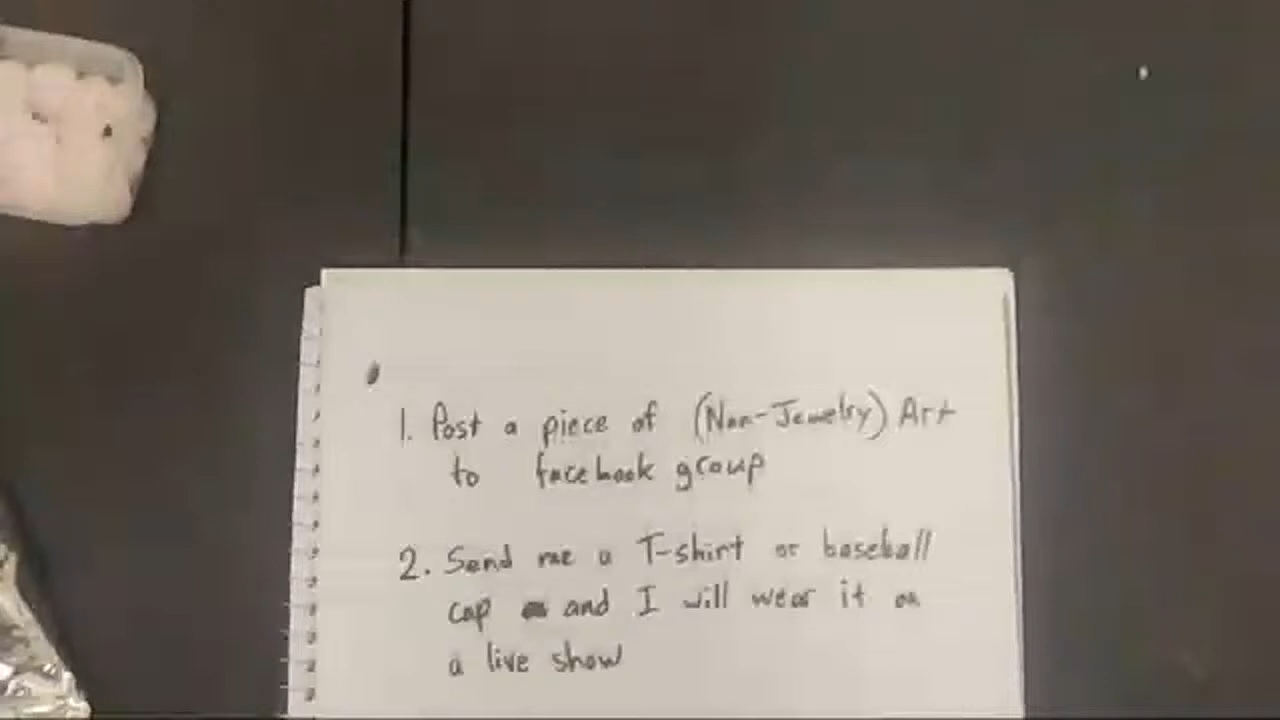 1. Post a piece of (Non-Jewelry) Art
to facebook group
2. Send me a T-shirt or baseball
cap and I will wear it on
a live show